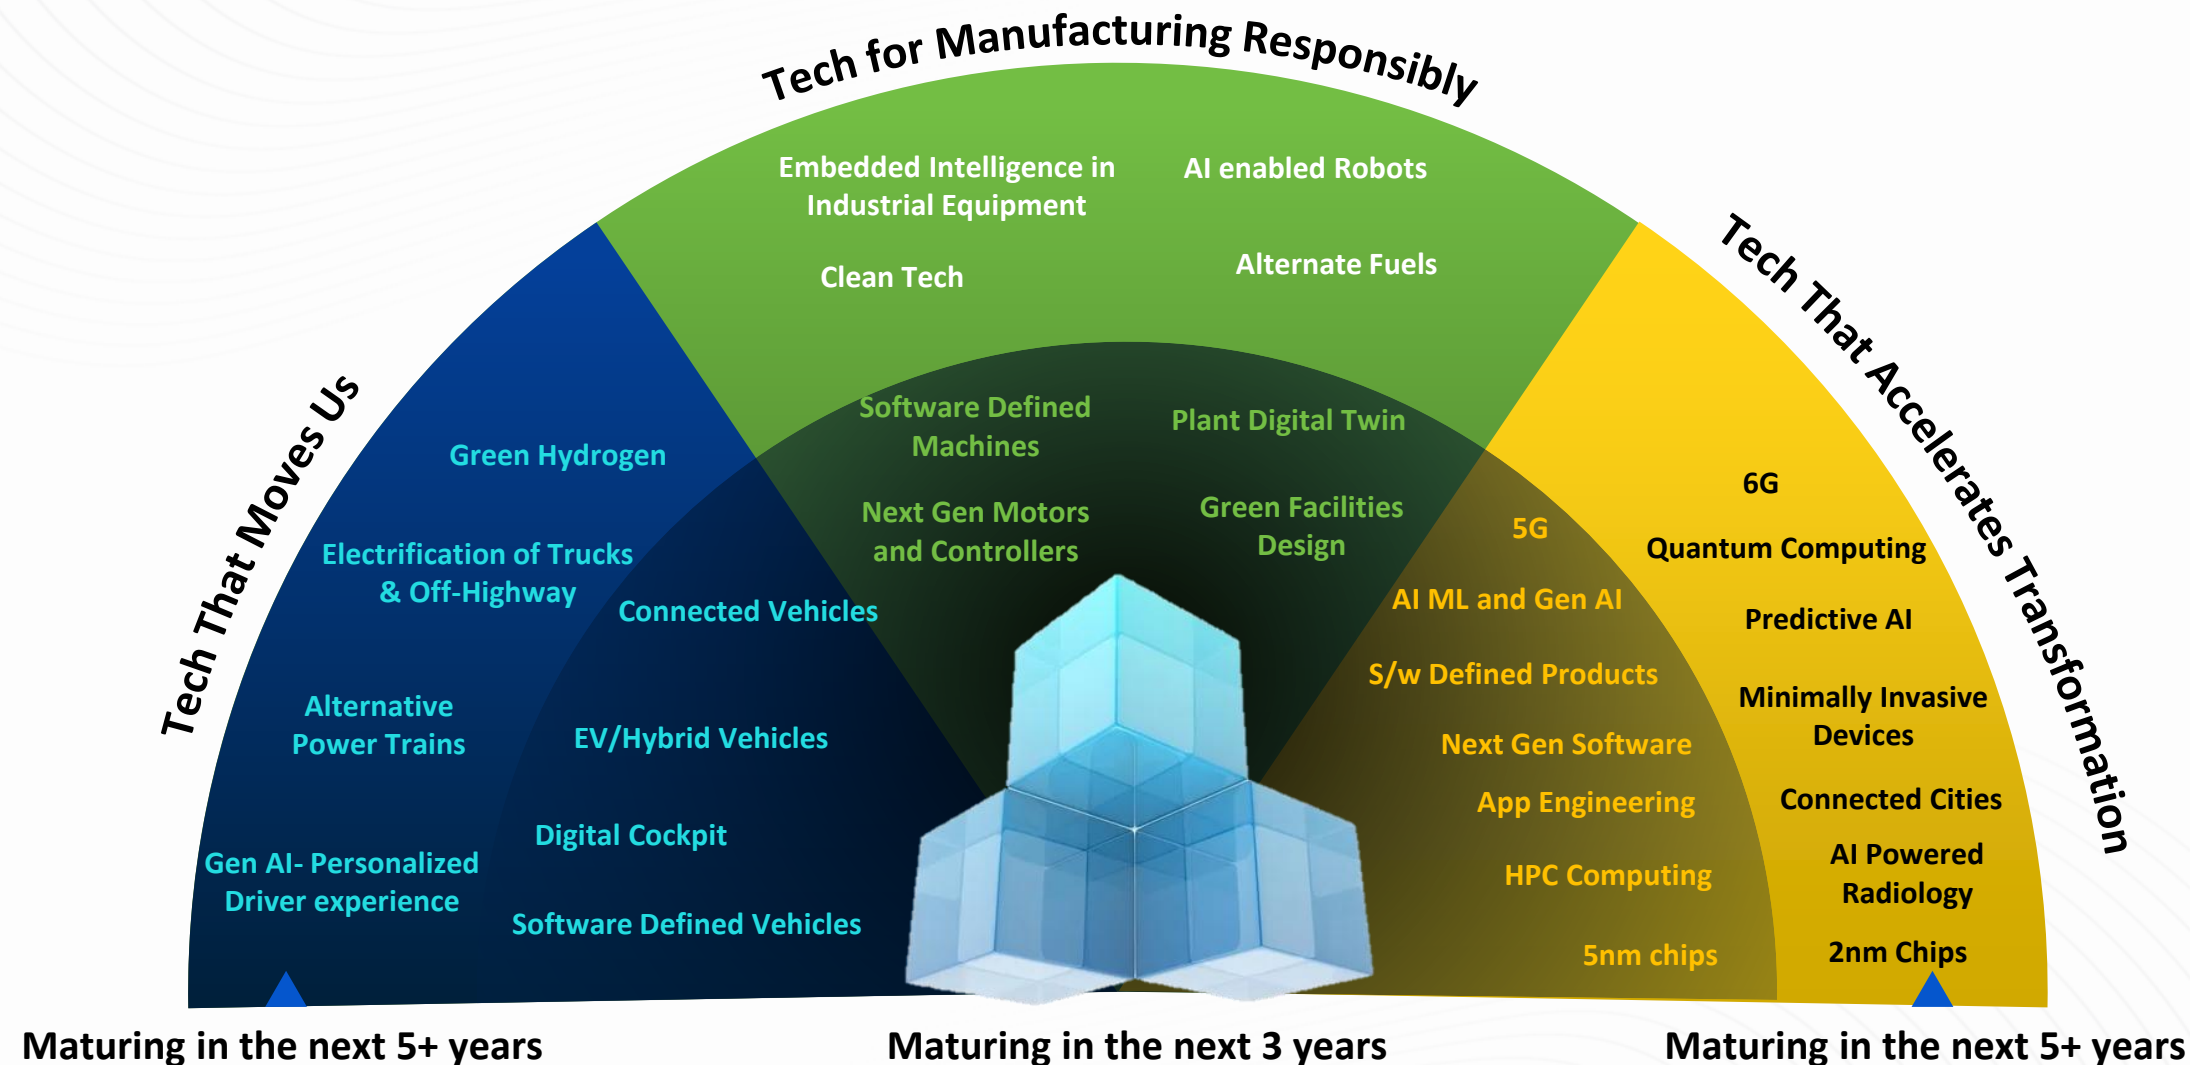 Tech for Manufacturing Responsibly
Embedded Intelligence in
Industrial Equipment
AI enabled Robots
Clean Tech
Alternate Fuels
Software Defined
Machines
Plant Digital Twin
Next Gen Motors
and Controllers
Green Facilities
Design
Tech That Moves Us
Green Hydrogen
Electrification of Trucks
& Off-Highway
Alternative
Power Trains
Gen AI- Personalized
Driver experience
Connected Vehicles
EV/Hybrid Vehicles
Digital Cockpit
Software Defined Vehicles
Tech That Accelerates Transformation
5G
AI ML and Gen AI
S/w Defined Products
Next Gen Software
App Engineering
HPC Computing
5nm chips
6G
Quantum Computing
Predictive AI
Minimally Invasive
Devices
Connected Cities
AI Powered
Radiology
2nm Chips
Maturing in the next 5+ years
Maturing in the next 3 years
Maturing in the next 5+ years